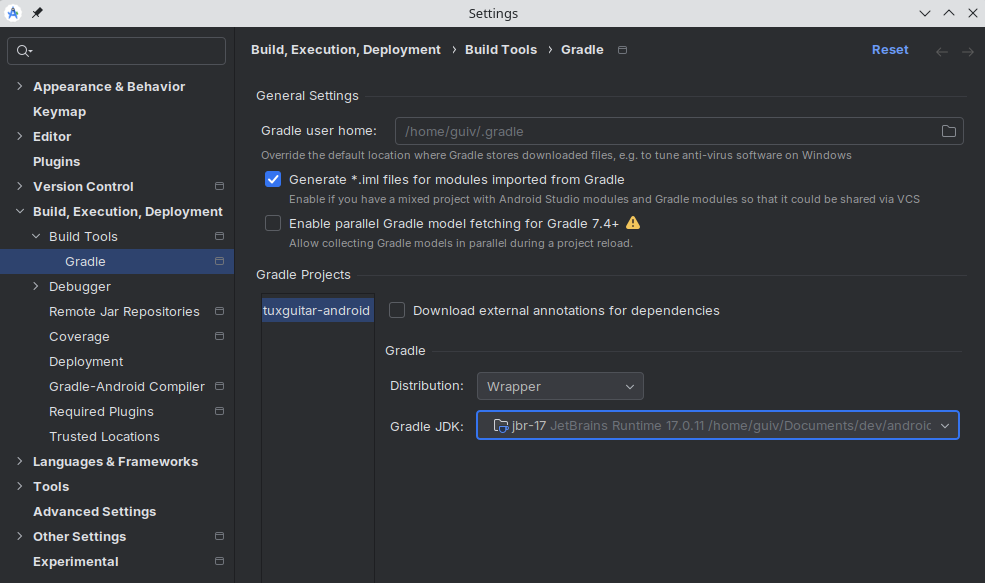 Settings
Build, Execution, Deployment › Build Tools › Gradle
Reset
Appearance & Behavior
Keymap
Editor
Plugins
Version Control
Build, Execution, Deployment
Build Tools
Gradle
Debugger
Remote Jar Repositories
Coverage
Deployment
Gradle-Android Compiler
Required Plugins
Trusted Locations
Languages & Frameworks
Tools
Advanced Settings
Other Settings
Experimental
General Settings
Gradle user home: /home/guiv/.gradle
Override the default location where Gradle stores downloaded files, e.g. to tune anti-virus software on Windows
Generate *.iml files for modules imported from Gradle
Enable if you have a mixed project with Android Studio modules and Gradle modules so that it could be shared via VCS
Enable parallel Gradle model fetching for Gradle 7.4+
Allow collecting Gradle models in parallel during a project reload.
Gradle Projects
tuxguitar-android
Download external annotations for dependencies
Gradle
Distribution: Wrapper
Gradle JDK: jbr-17 JetBrains Runtime 17.0.11 /home/guiv/Documents/dev/androic